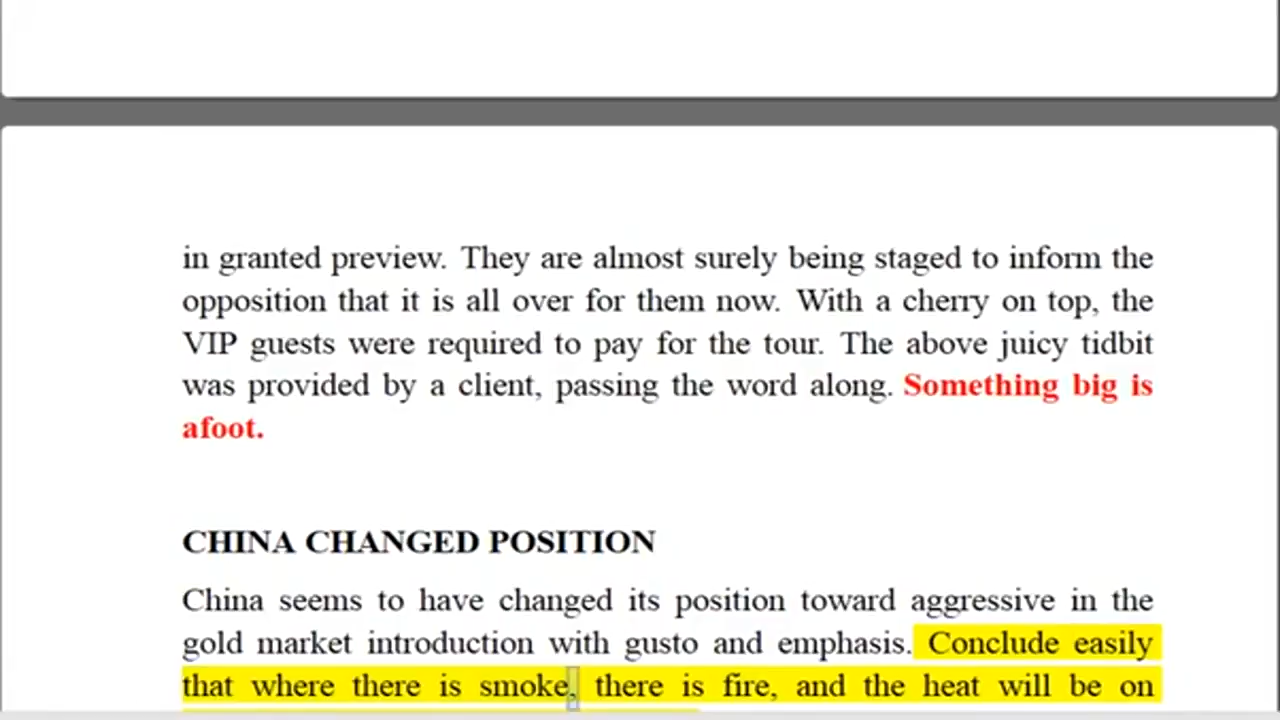 in granted preview. They are almost surely being staged to inform the
opposition that it is all over for them now. With a cherry on top, the
VIP guests were required to pay for the tour. The above juicy tidbit
was provided by a client, passing the word along. Something big is
afoot.
CHINA CHANGED POSITION
China seems to have changed its position toward aggressive in the
gold market introduction with gusto and emphasis. Conclude easily
that where there is smoke, there is fire, and the heat will be on